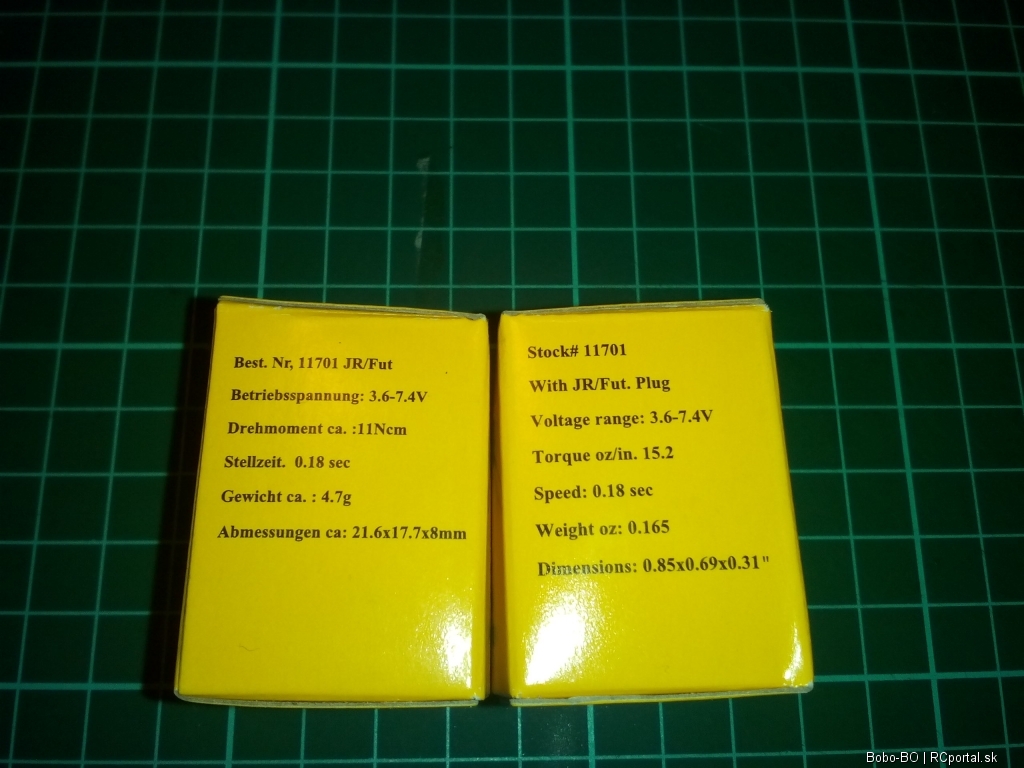 Best. Nr, 11701 JR/Fut
Betriebsspannung: 3.6-7.4V
Drehmoment ca. :11Ncm
Stellzeit. 0.18 sec
Gewicht ca. : 4.7g
Abmessungen ca: 21.6x17.7x8mm
Stock# 11701
With JR/Fut. Plug
Voltage range: 3.6-7.4V
Torque oz/in. 15.2
Speed: 0.18 sec
Weight oz: 0.165
Dimensions: 0.85x0.69x0.31"
Bobo-BO | RCportal.sk